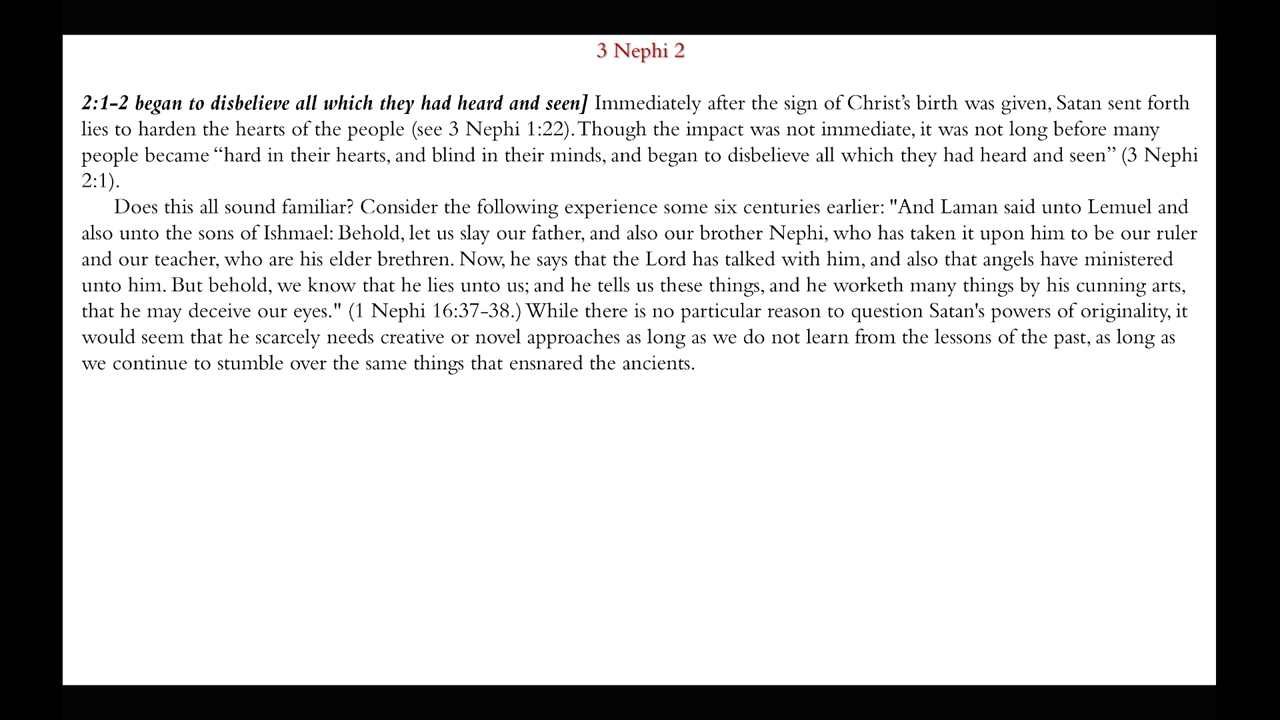 3 Nephi 2
2:1-2 began to disbelieve all which they had heard and seen] Immediately after the sign of Christ’s birth was given, Satan sent forth
lies to harden the hearts of the people (see 3 Nephi 1:22). Though the impact was not immediate, it was not long before many
people became “hard in their hearts, and blind in their minds, and began to disbelieve all which they had heard and seen” (3 Nephi
2:1).
Does this all sound familiar? Consider the following experience some six centuries earlier: "And Laman said unto Lemuel and
also unto the sons of Ishmael: Behold, let us slay our father, and also our brother Nephi, who has taken it upon him to be our ruler
and our teacher, who are his elder brethren. Now, he says that the Lord has talked with him, and also that angels have ministered
unto him. But behold, we know that he lies unto us; and he tells us these things, and he worketh many things by his cunning arts,
that he may deceive our eyes." (1 Nephi 16:37-38.) While there is no particular reason to question Satan's powers of originality, it
would seem that he scarcely needs creative or novel approaches as long as we do not learn from the lessons of the past, as long as
we continue to stumble over the same things that ensnared the ancients.